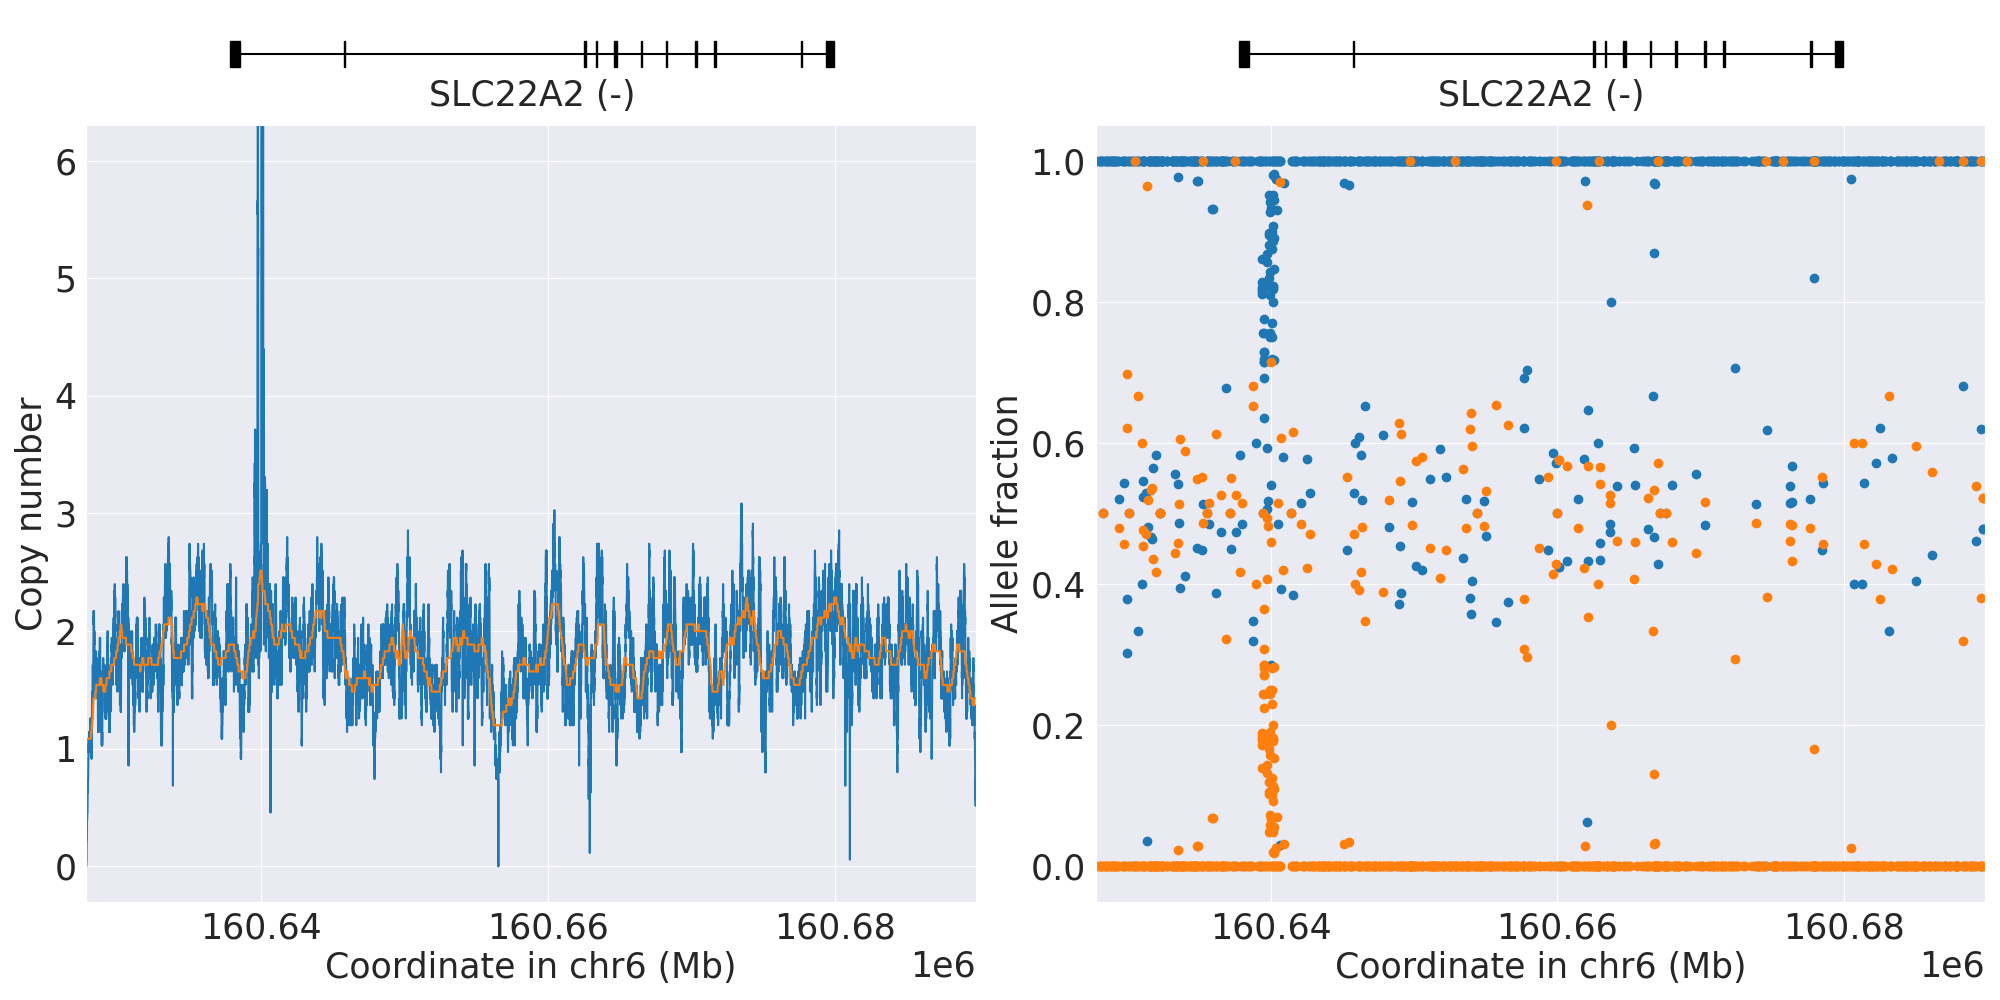 SLC22A2 (-)
6
5
4
3
2
1
0
Copy number
160.64 160.66 160.68
Coordinate in chr6 (Mb) 1e6
SLC22A2 (-)
1.0
0.8
0.6
0.4
0.2
0.0
Allele fraction
160.64 160.66 160.68
Coordinate in chr6 (Mb) 1e6